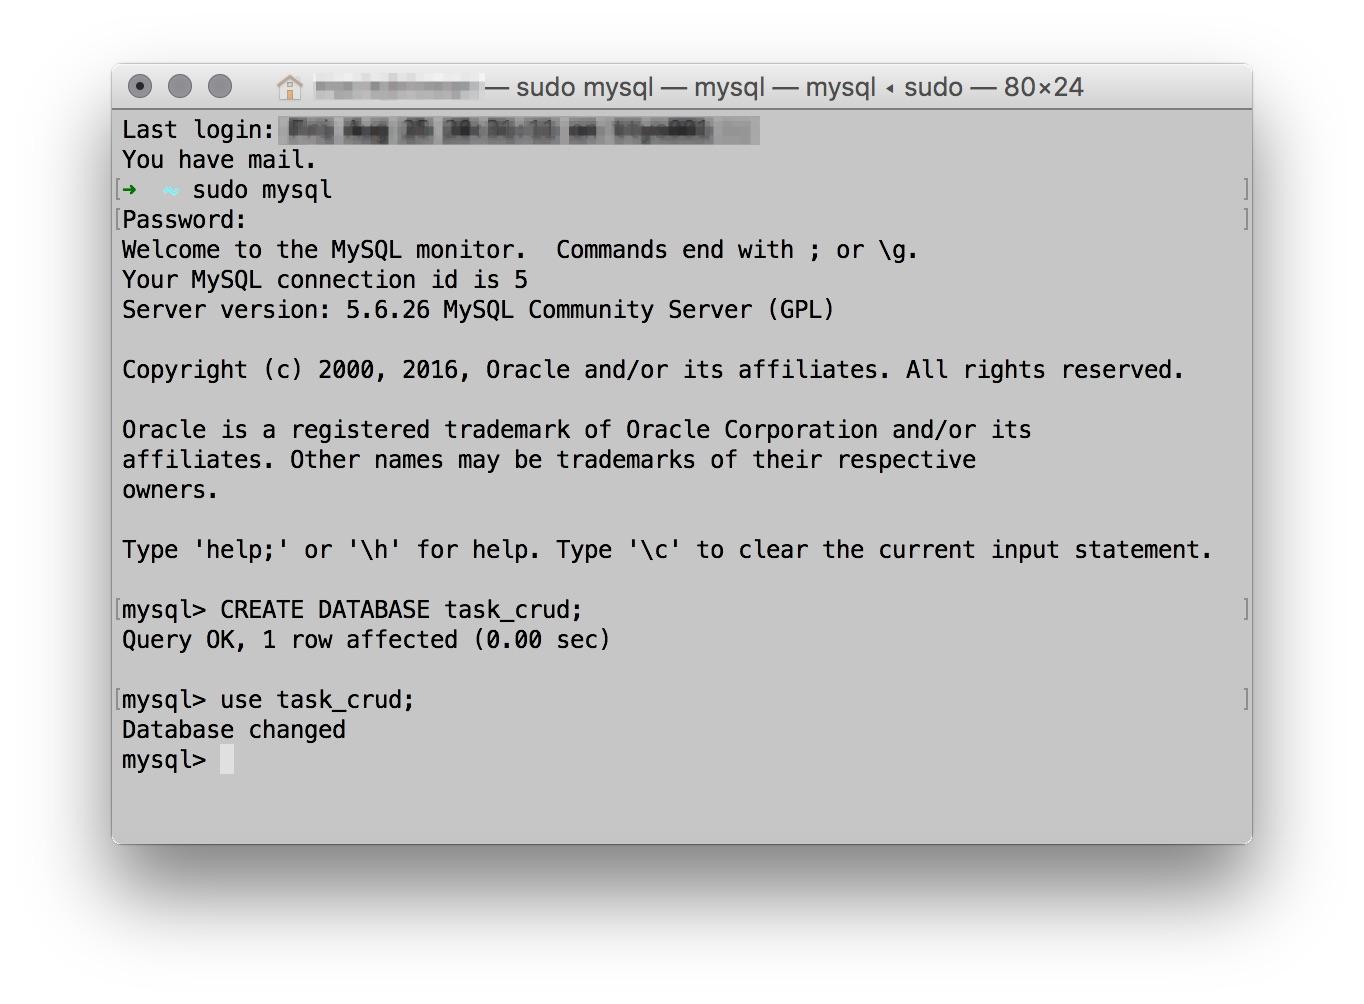 — sudo mysql — mysql — mysql ◂ sudo — 80×24
Last login:
You have mail.
[➜  ~ sudo mysql ]
[Password: ]
Welcome to the MySQL monitor.  Commands end with ; or \g.
Your MySQL connection id is 5
Server version: 5.6.26 MySQL Community Server (GPL)
Copyright (c) 2000, 2016, Oracle and/or its affiliates. All rights reserved.
Oracle is a registered trademark of Oracle Corporation and/or its
affiliates. Other names may be trademarks of their respective
owners.
Type 'help;' or '\h' for help. Type '\c' to clear the current input statement.
[mysql> CREATE DATABASE task_crud; ]
Query OK, 1 row affected (0.00 sec)
[mysql> use task_crud; ]
Database changed
mysql>